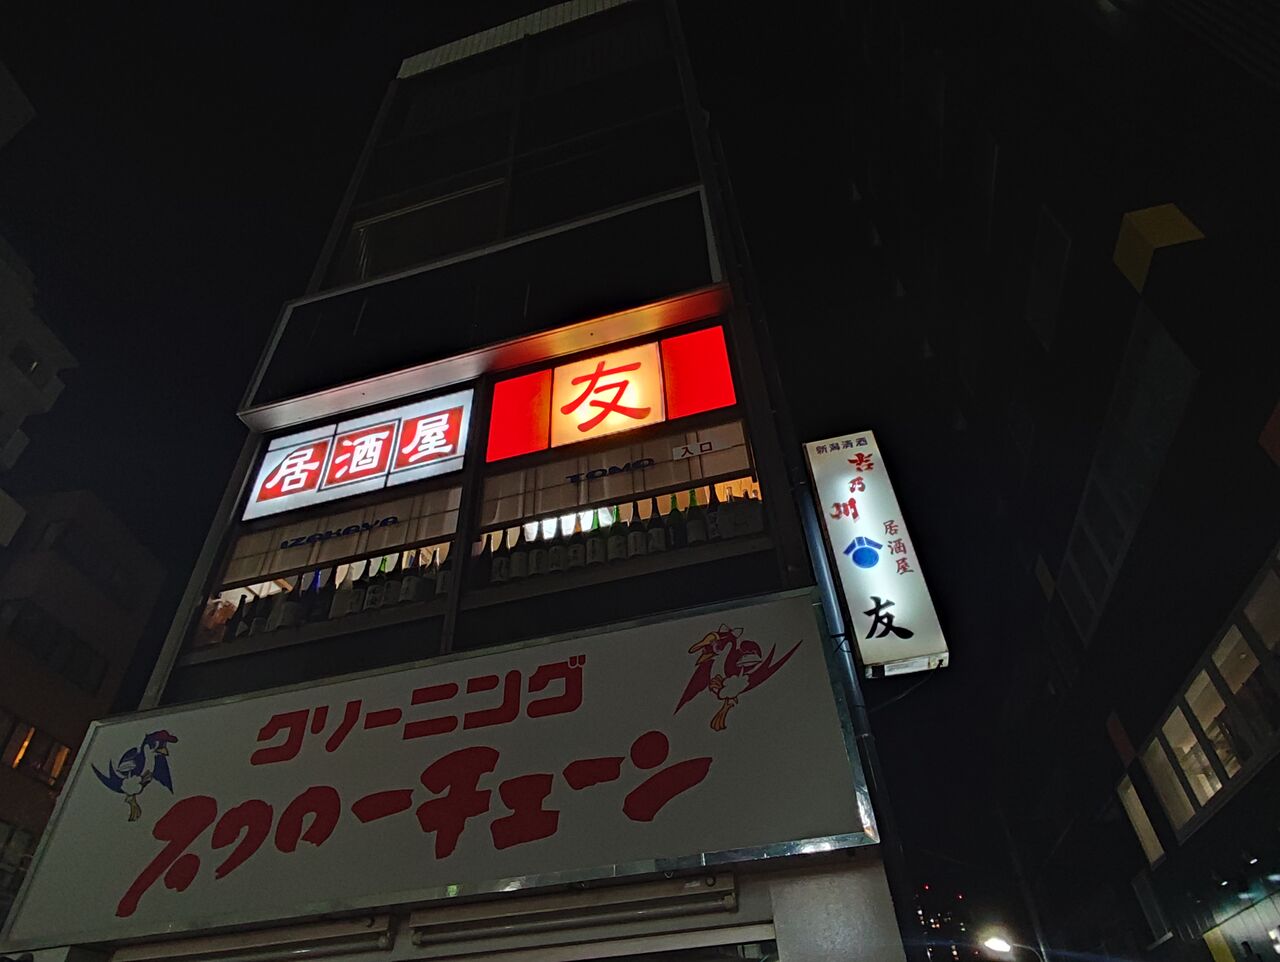 居酒屋
友
IZAKAYA
TOMO
入口
新潟清酒
吉乃川
居酒屋
友
クリーニング
スワローチェーン